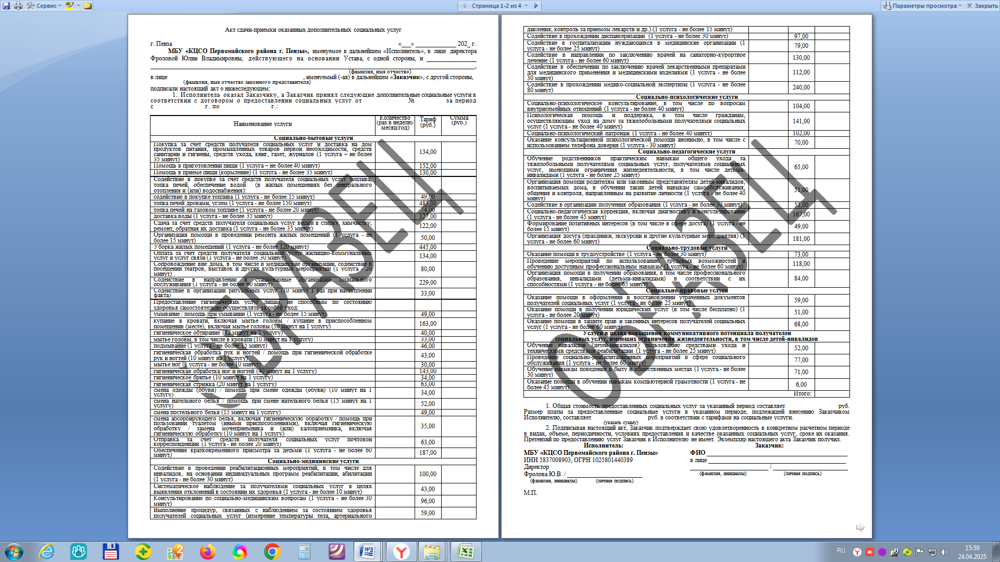 Сервис
Страница 1-2 из 4
Параметры просмотра
Закрыть
Акт сдачи-приемки оказанных дополнительных социальных услуг
г. Пенза «___» ______________ 202_ г.
МБУ «КЦСО Первомайского района г. Пензы», именуемое в дальнейшем «Исполнитель», в лице директора
Фроловой Юлии Владимировны, действующего на основании Устава, с одной стороны, и ________________
________________________________________,
(фамилия, имя отчество)
в лице , именуемый (-ая) в дальнейшем «Заказчик», с другой стороны,
(фамилия, имя отчество законного представителя)
подписали настоящий акт о нижеследующем:
1. Исполнитель оказал Заказчику, а Заказчик принял следующие дополнительные социальные услуги в
соответствии с договором о предоставлении социальных услуг от № за период
с г. по г.:
Наименование услуги
Количество
(раз в неделю/
месяц/год)
Тариф
(руб.)
Сумма
(руб.)
Социально-бытовые услуги
Покупка за счет средств получателя социальных услуг и доставка на дом
продуктов питания, промышленных товаров первой необходимости, средств
санитарии и гигиены, средств ухода, книг, газет, журналов (1 услуга – не более
35 минут)
134,00
Помощь в приготовлении пищи (1 услуга – не более 40 минут) 152,00
Помощь в приеме пищи (кормление) (1 услуга - не более 35 минут) 130,00
Содействие в покупке за счет средств получателя социальных услуг топлива,
топка печей, обеспечение водой (в жилых помещениях без центрального
отопления и (или) водоснабжения):
содействие в покупке топлива (1 услуга - не более 15 минут) 49,00
топка печей дровами, углем (1 услуга - не более 150 минут) 483,00
топка печей на газовом топливе (1 услуга - не более 20 минут) 74,00
доставка воды (1 услуга - не более 35 минут) 127,00
Сдача за счет средств получателя социальных услуг вещей в стирку, химчистку,
ремонт, обратная их доставка (1 услуга - не более 35 минут)
122,00
Организация помощи в проведении ремонта жилых помещений (1 услуга - не
более 15 минут)
50,00
Уборка жилых помещений (1 услуга - не более 120 минут) 445,00
Оплата за счет средств получателя социальных услуг жилищно-коммунальных
услуг и услуг связи (1 услуга - не более 30 минут)
134,00
Сопровождение вне дома, в том числе в медицинские организации, содействие в
посещении театров, выставок и других культурных мероприятий (1 услуга - 20
минут)
80,00
Содействие в направлении в стационарные организации социального
обслуживания (1 услуга - не более 60 минут)
229,00
Содействие в организации ритуальных услуг (10 минут 1 раз при наступлении
факта)
33,00
Предоставление гигиенических услуг лицам, не способным по состоянию
здоровья самостоятельно осуществлять за собой уход:
умывание / помощь при умывании (1 услуга - не более 15 минут) 49,00
купание в кровати, включая мытье головы / купание в приспособленном
помещении (месте), включая мытье головы (50 минут на 1 услугу)
163,00
гигиеническое обтирание (12 минут на 1 услугу) 40,00
мытье головы, в том числе в кровати (10 минут на 1 услугу) 33,00
подмывание (1 услуга - не более 15 минут) 46,00
гигиеническая обработка рук и ногтей / помощь при гигиенической обработке
рук и ногтей (10 минут на 1 услугу)
43,00
мытье ног (1 услуга - не более 10 минут) 30,00
гигиеническая обработка ног и ногтей (40 минут на 1 услугу) 143,00
гигиеническое бритье (10 минут на 1 услугу) 34,00
гигиеническая стрижка (20 минут на 1 услугу) 63,00
смена одежды (обуви) / помощь при смене одежды (обуви) (10 минут на 1
услугу)
34,00
смена нательного белья / помощь при смене нательного белья (15 минут на 1
услугу)
52,00
смена постельного белья (15 минут на 1 услугу) 49,00
смена абсорбирующего белья, включая гигиеническую обработку / помощь при
пользовании туалетом (иными приспособлениями), включая гигиеническую
обработку / замена мочеприемника и (или) калоприемника, включая
гигиеническую обработку (10 минут на 1 услугу)
35,00
Отправка за счет средств получателя социальных услуг почтовой
корреспонденции (1 услуга - не более 20 минут)
63,00
Обеспечение кратковременного присмотра за детьми (1 услуга - не более 60
минут)
187,00
Социально-медицинские услуги
Содействие в проведении реабилитационных мероприятий, в том числе для
инвалидов, на основании индивидуальных программ реабилитации, абилитации
(1 услуга - не более 30 минут)
100,00
Систематическое наблюдение за получателями социальных услуг в целях
выявления отклонений в состоянии их здоровья (1 услуга - не более 10 минут)
43,00
Консультирование по социально-медицинским вопросам (1 услуга - не более 30
минут)
96,00
Выполнение процедур, связанных с наблюдением за состоянием здоровья
получателей социальных услуг (измерение температуры тела, артериального
59,00
ОБРАЗЕЦ
давления, контроль за приемом лекарств и др.) (1 услуга - не более 15 минут)
Содействие в прохождении диспансеризации (1 услуга - не более 30 минут) 97,00
Содействие в госпитализации нуждающихся в медицинские организации (1
услуга - не более 25 минут)
79,00
Содействие в направлении по заключению врачей на санаторно-курортное
лечение (1 услуга - не более 60 минут)
130,00
Содействие в обеспечении по заключению врачей лекарственными препаратами
для медицинского применения и медицинскими изделиями (1 услуга - не более
30 минут)
112,00
Содействие в прохождении медико-социальной экспертизы (1 услуга - не более
80 минут)
240,00
Социально-психологические услуги
Социально-психологическое консультирование, в том числе по вопросам
внутрисемейных отношений (1 услуга - не более 40 минут)
104,00
Психологическая помощь и поддержка, в том числе гражданам,
осуществляющим уход на дому за тяжелобольными получателями социальных
услуг (1 услуга - не более 40 минут)
141,00
Социально-психологический патронаж (1 услуга - не более 40 минут) 102,00
Оказание консультационной психологической помощи анонимно, в том числе с
использованием телефона доверия (1 услуга - 30 минут)
70,00
Социально-педагогические услуги
Обучение родственников практическим навыкам общего ухода за
тяжелобольными получателями социальных услуг, получателями социальных
услуг, имеющими ограничения жизнедеятельности, в том числе детьми-
инвалидами (1 услуга - не более 25 минут)
65,00
Организация помощи родителям или законным представителям детей-инвалидов,
воспитываемых дома, в обучении таких детей навыкам самообслуживания,
общения и контроля, направленным на развитие личности (1 услуга - не более 40
минут)
51,00
Содействие в организации получения образования (1 услуга - не более 30 минут) 53,00
Социально-педагогическая коррекция, включая диагностику и консультирование
(1 услуга - не более 45 минут)
167,00
Формирование позитивных интересов (в том числе в сфере досуга) (1 услуга - не
более 15 минут)
49,00
Организация досуга (праздники, экскурсии и другие культурные мероприятия) (1
услуга - не более 60 минут)
181,00
Социально-трудовые услуги
Оказание помощи в трудоустройстве (1 услуга - не более 30 минут) 73,00
Проведение мероприятий по использованию трудовых возможностей и
обучению доступным профессиональным навыкам (1 услуга - не более 60 минут)
118,00
Организация помощи в получении образования, в том числе профессионального
образования, инвалидами (детьми-инвалидами) в соответствии с их
способностями (1 услуга - не более 65 минут)
84,00
Социально-правовые услуги
Оказание помощи в оформлении и восстановлении утраченных документов
получателей социальных услуг (1 услуга - не более 25 минут)
59,00
Оказание помощи в получении юридических услуг (в том числе бесплатно) (1
услуга - не более 20 минут)
51,00
Оказание помощи в защите прав и законных интересов получателей социальных
услуг (1 услуга - не более 60 минут)
68,00
Услуги в целях повышения коммуникативного потенциала получателей
социальных услуг, имеющих ограничения жизнедеятельности, в том числе детей-инвалидов
Обучение инвалидов (детей-инвалидов) пользованию средствами ухода и
техническими средствами реабилитации (1 услуга - не более 25 минут)
52,00
Проведение социально-реабилитационных мероприятий в сфере социального
обслуживания (1 услуга - не более 60 минут)
77,00
Обучение навыкам поведения в быту и общественных местах (1 услуга - не более
30 минут)
71,00
Оказание помощи в обучении навыкам компьютерной грамотности (1 услуга - не
более 45 минут)
6,00
Итого:
1. Общая стоимость предоставленных социальных услуг за указанный период составляет руб.
Размер платы за предоставленные социальные услуги в указанном периоде, подлежащей внесению Заказчиком
Исполнителю, составляет руб. в соответствии с тарифами на социальные услуги.
(указать сумму)
2. Подписывая настоящий акт, Заказчик подтверждает свою удовлетворенность в конкретном расчетном периоде
в видах, объеме, периодичности, условиях предоставления и качестве оказанных социальных услуг, сроке их оказания.
Претензий по предоставлению услуг Заказчик к Исполнителю не имеет. Экземпляр настоящего акта Заказчик получил.
Исполнитель: Заказчик:
МБУ «КЦСО Первомайского района г. Пензы» ФИО ________________
ИНН 5837008903, ОГРН 1025801440389 в лице ________________
Директор ________________ / ________________
Фролова Ю.В. / ________________ (фамилия, инициалы) (личная подпись)
(фамилия, инициалы) (личная подпись)
М.П.
ОБРАЗЕЦ
RU
15:59
24.04.2025